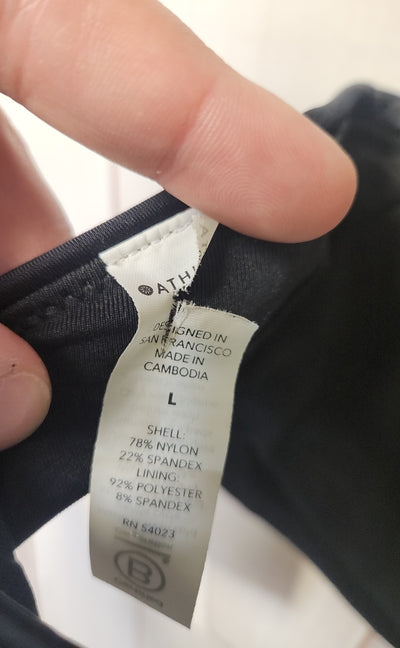 ATHL
DESIGNED IN
SAN FRANCISCO
MADE IN
CAMBODIA
L
SHELL:
78% NYLON
22% SPANDEX
LINING:
92% POLYESTER
8% SPANDEX
RN 54023
B